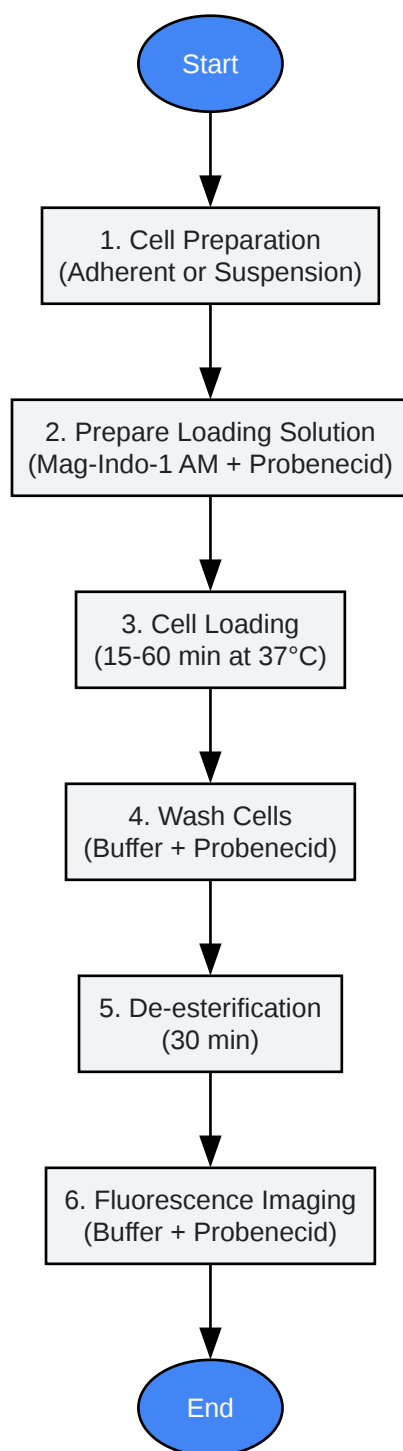 Start
1. Cell Preparation
(Adherent or Suspension)
2. Prepare Loading Solution
(Mag-Indo-1 AM + Probenecid)
3. Cell Loading
(15-60 min at 37°C)
4. Wash Cells
(Buffer + Probenecid)
5. De-esterification
(30 min)
6. Fluorescence Imaging
(Buffer + Probenecid)
End